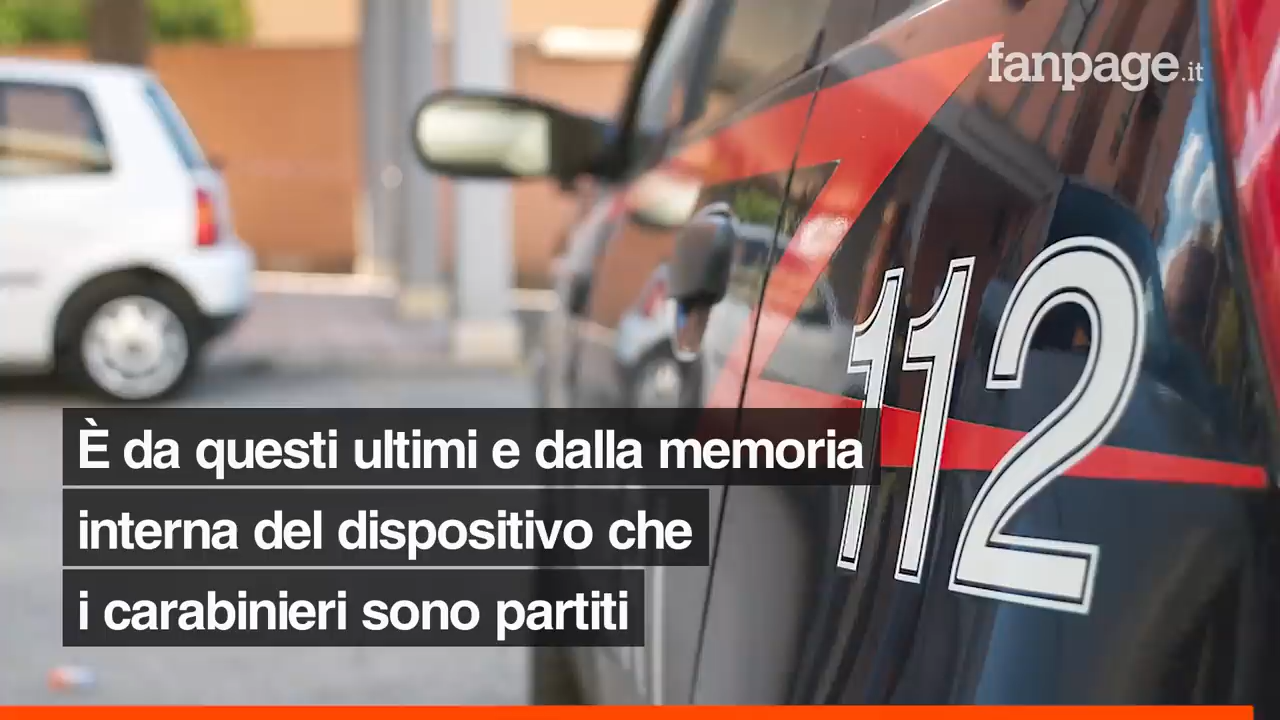 fanpage.it
112
È da questi ultimi e dalla memoria
interna del dispositivo che
i carabinieri sono partiti